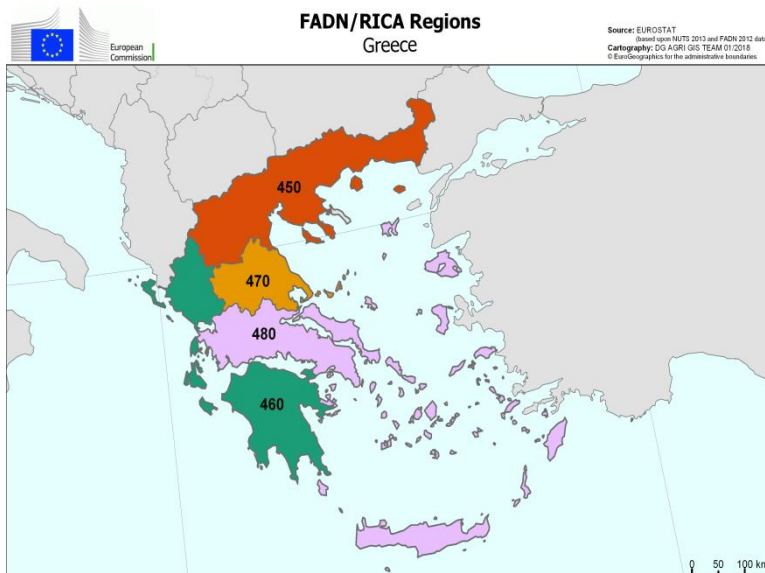 European
Commission
FADN/RICA Regions
Greece
Source: EUROSTAT
(based upon NUTS 2013 and FADN 2012 data
Cartography: DG AGRI GIS TEAM 01/2018
© EuroGeographics for the administrative boundaries
450
470
480
460
0 50 100 km